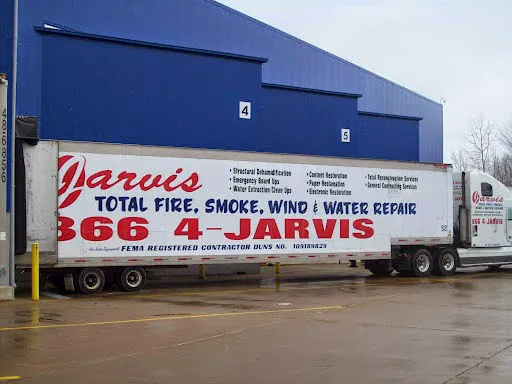 4
5
Jarvis
• Structural Dehumidification
• Emergency Board Ups
• Water Extraction Clean Ups
• Content Restoration
• Paper Reclamation
• Electronic Restoration
• Total Reconstruction Services
• General Contracting Services
TOTAL FIRE, SMOKE, WIND & WATER REPAIR
866 4-JARVIS
FEMA REGISTERED CONTRACTOR DUNS NO. 109189829
Jarvis
866 4-JARVIS